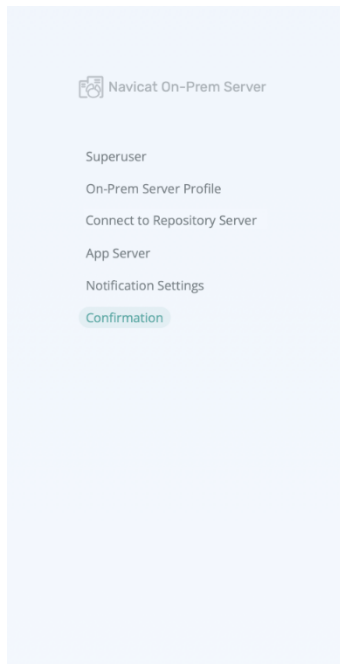 Navicat On-Prem Server
Superuser
On-Prem Server Profile
Connect to Repository Server
App Server
Notification Settings
Confirmation